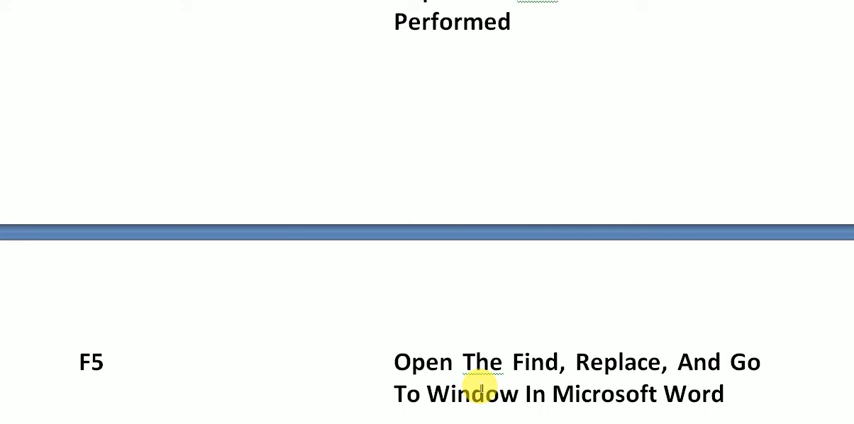 Performed
F5
Open The Find, Replace, And Go
To Window In Microsoft Word